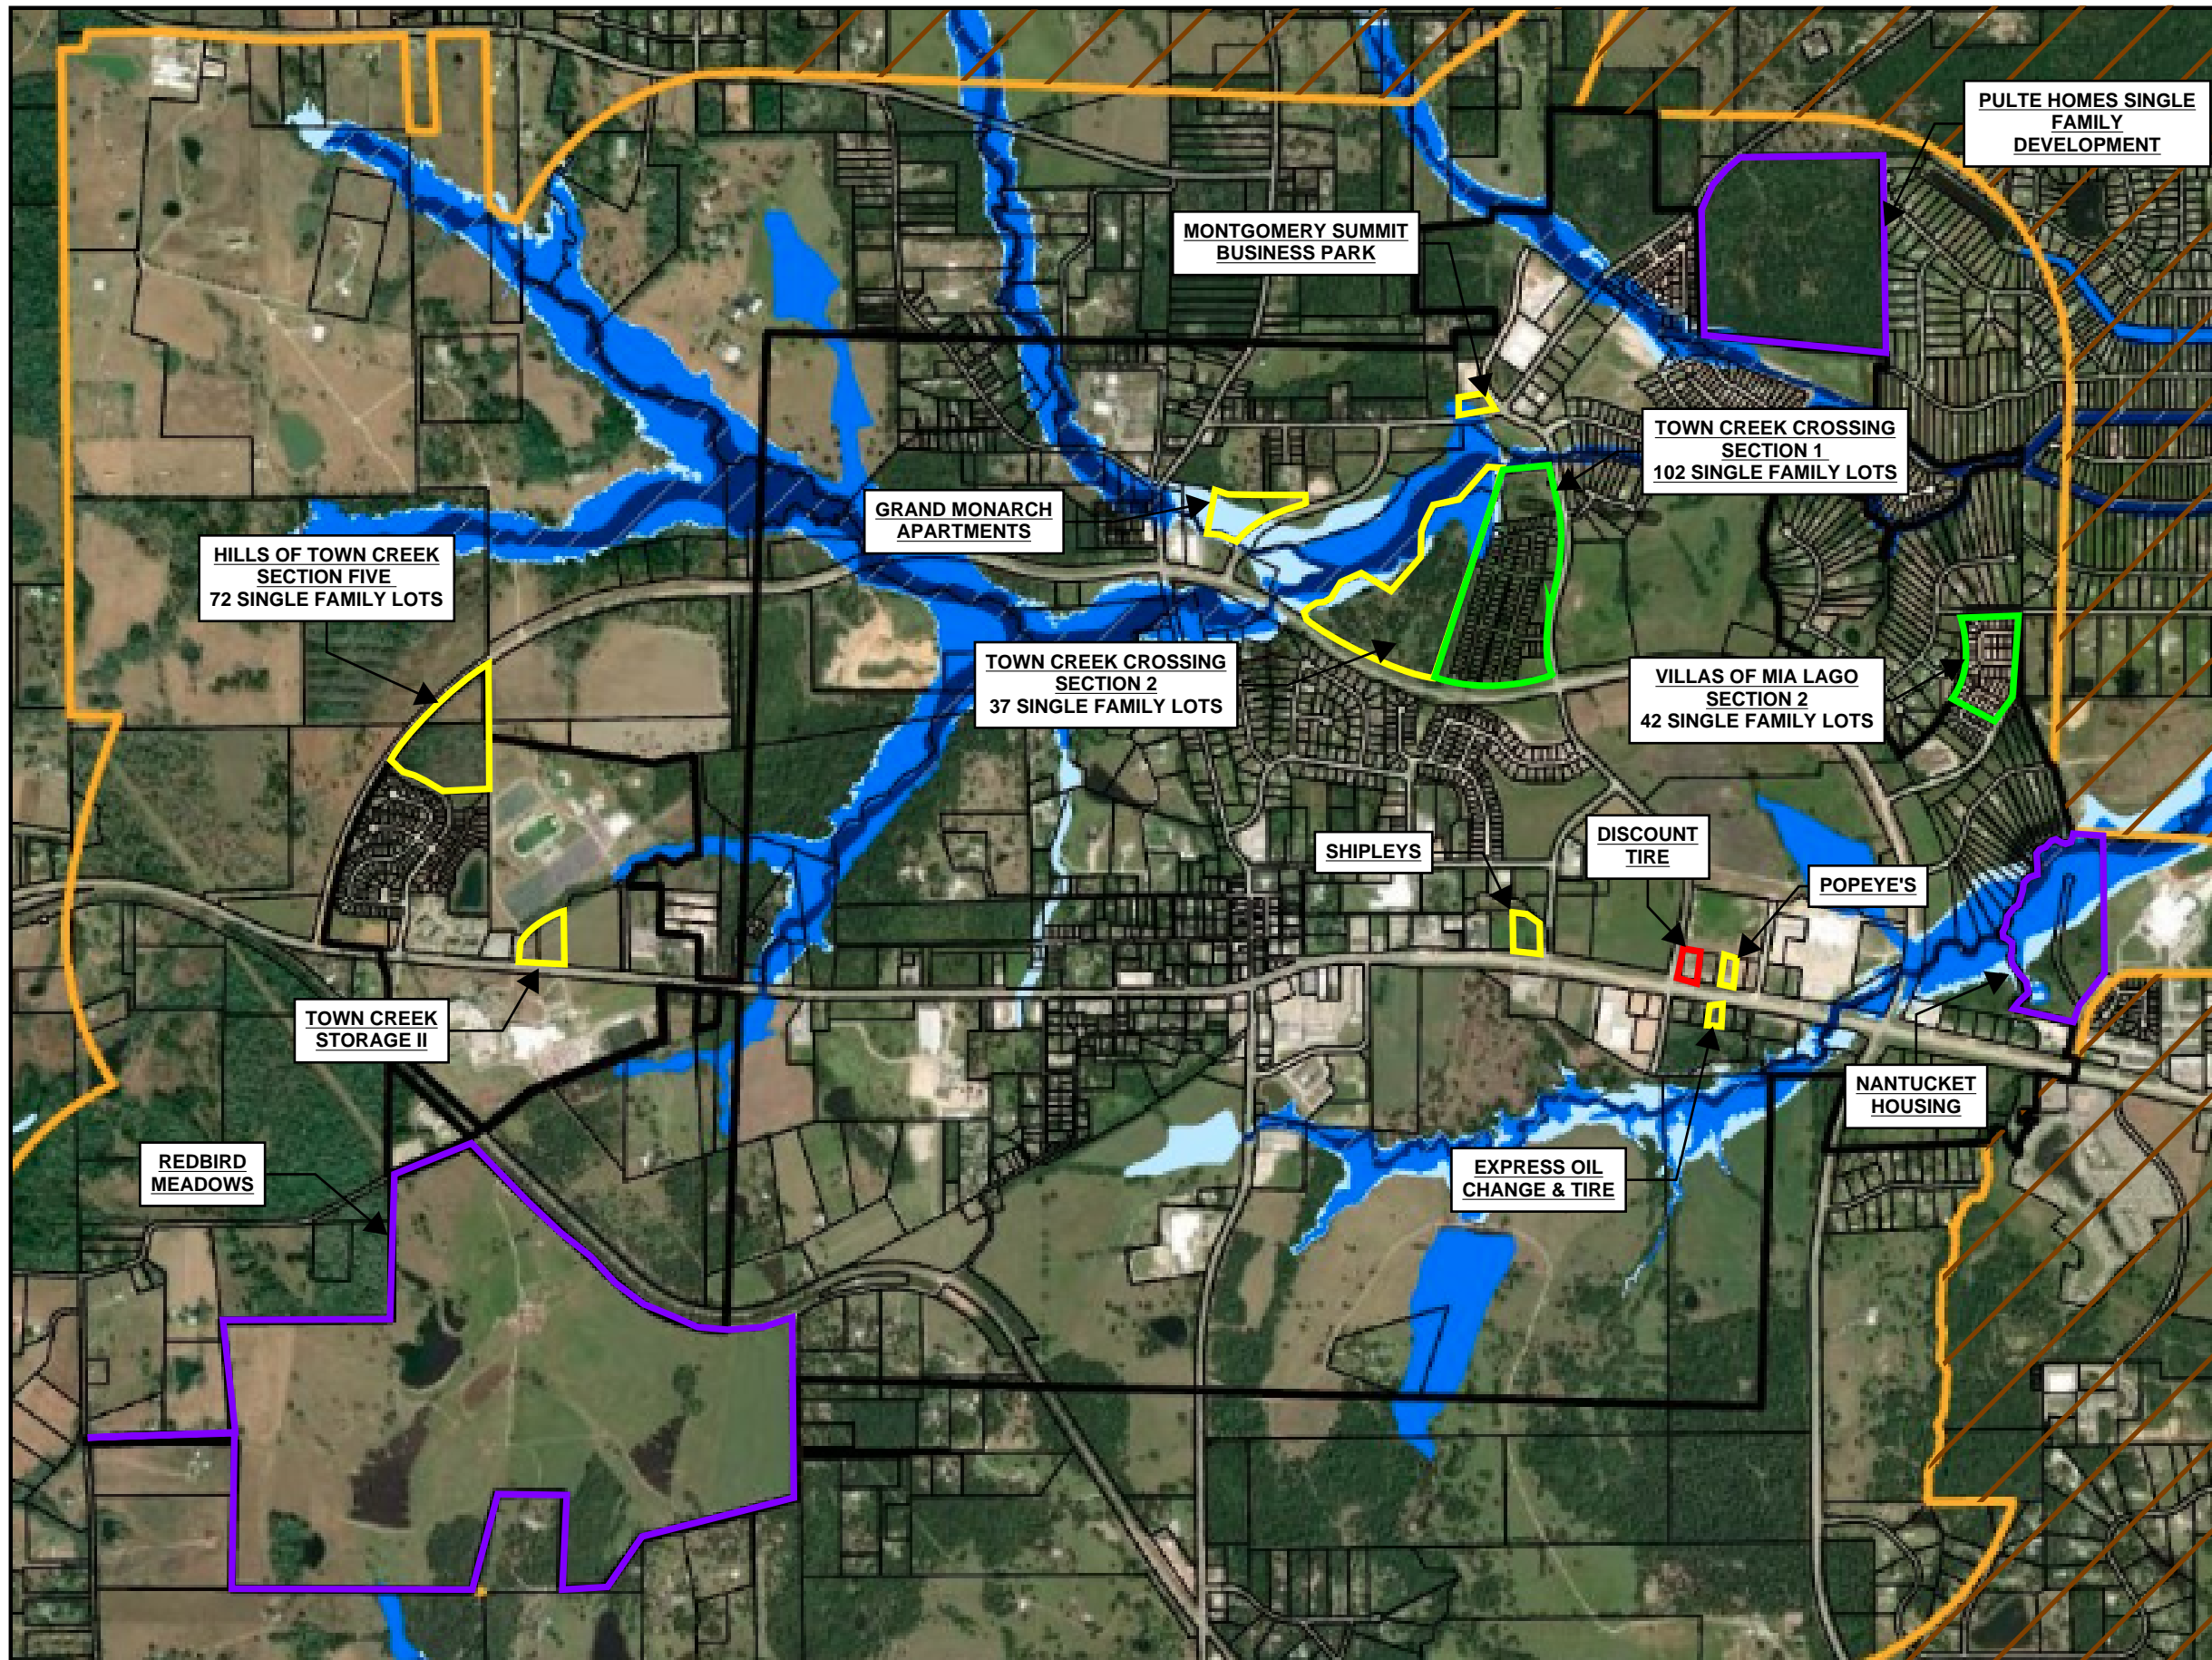 PULTE HOMES SINGLE
FAMILY
DEVELOPMENT
MONTGOMERY SUMMIT
BUSINESS PARK
TOWN CREEK CROSSING
SECTION 1
102 SINGLE FAMILY LOTS
GRAND MONARCH
APARTMENTS
HILLS OF TOWN CREEK
SECTION FIVE
72 SINGLE FAMILY LOTS
TOWN CREEK CROSSING
SECTION 2
37 SINGLE FAMILY LOTS
VILLAS OF MIA LAGO
SECTION 2
42 SINGLE FAMILY LOTS
SHIPLEYS
DISCOUNT
TIRE
POPEYE'S
TOWN CREEK
STORAGE II
NANTUCKET
HOUSING
REDBIRD
MEADOWS
EXPRESS OIL
CHANGE & TIRE